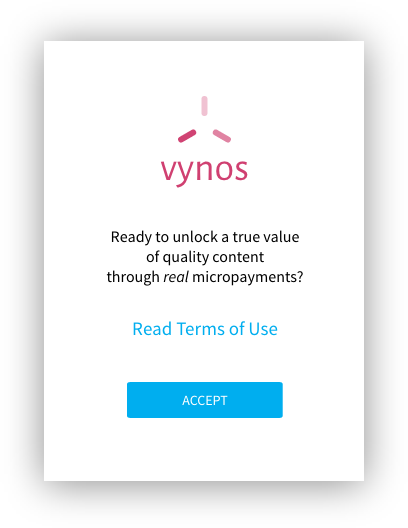 vynos
Ready to unlock a true value
of quality content
through real micropayments?
Read Terms of Use
ACCEPT